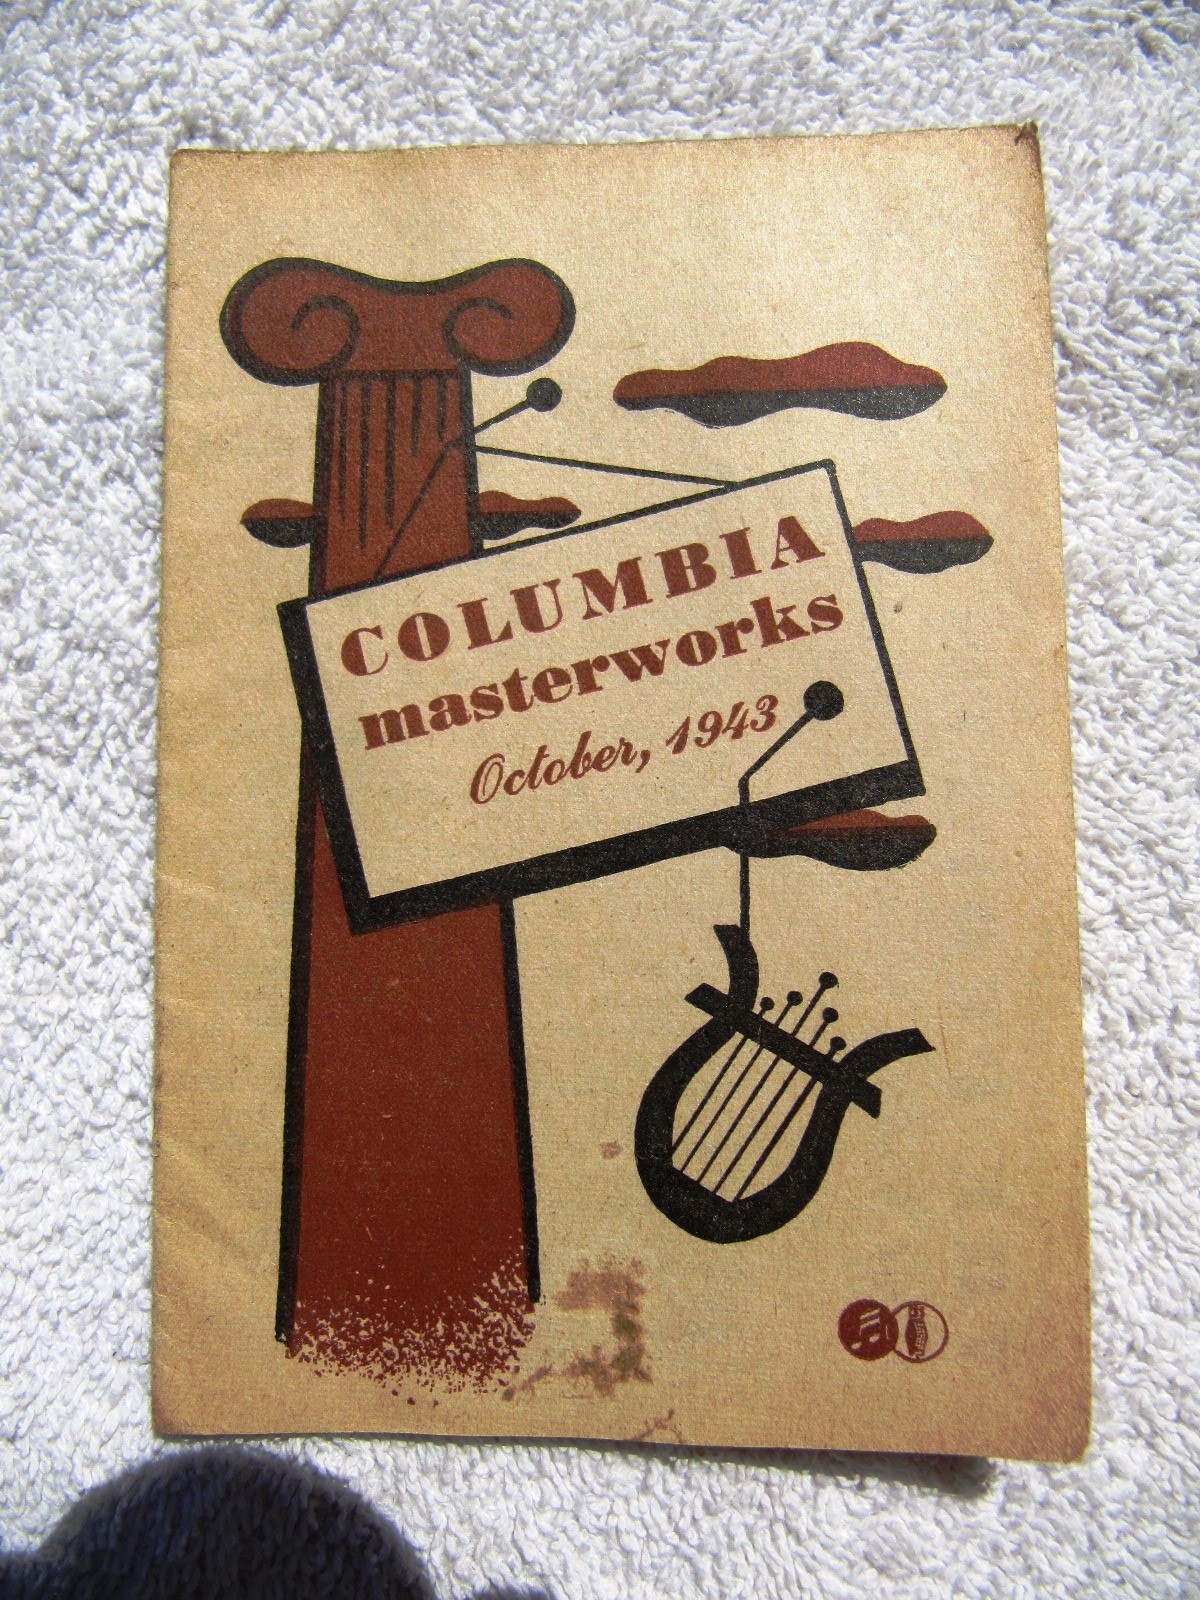 COLUMBIA
masterworks
October, 1943